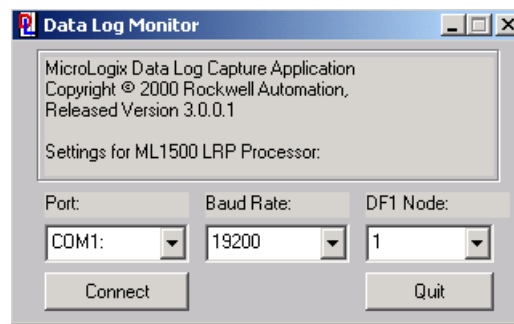 Data Log Monitor
MicroLogix Data Log Capture Application
Copyright © 2000 Rockwell Automation,
Released Version 3.0.0.1
Settings for ML1500 LRP Processor:
Port: Baud Rate: DF1 Node:
COM1: 19200 1
Connect Quit